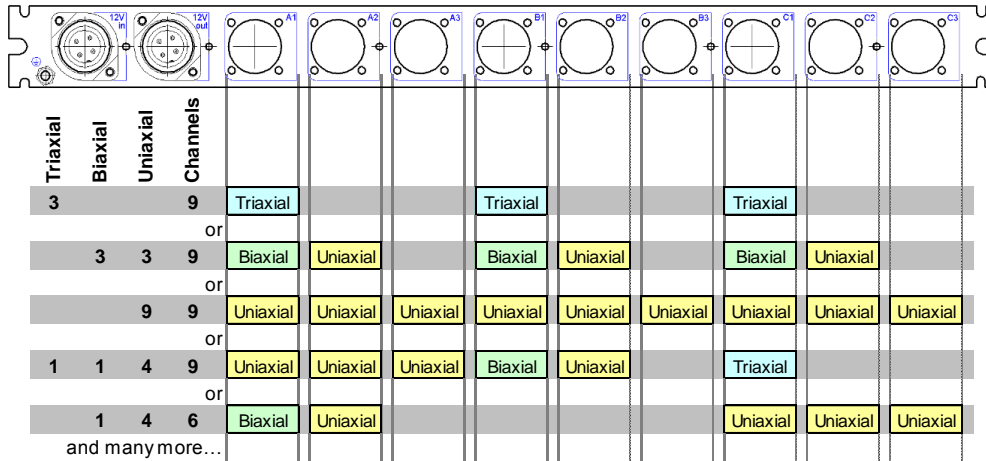 12V in 12V out A1 A2 A3 B1 B2 B3 C1 C2 C3
Triaxial Biaxial Uniaxial Channels
3 9 Triaxial Triaxial Triaxial
or
3 3 9 Biaxial Uniaxial Biaxial Uniaxial Biaxial Uniaxial
or
9 9 Uniaxial Uniaxial Uniaxial Uniaxial Uniaxial Uniaxial Uniaxial Uniaxial Uniaxial
or
1 1 4 9 Uniaxial Uniaxial Uniaxial Biaxial Uniaxial Triaxial
or
1 4 6 Biaxial Uniaxial Uniaxial Uniaxial Uniaxial
and many more...